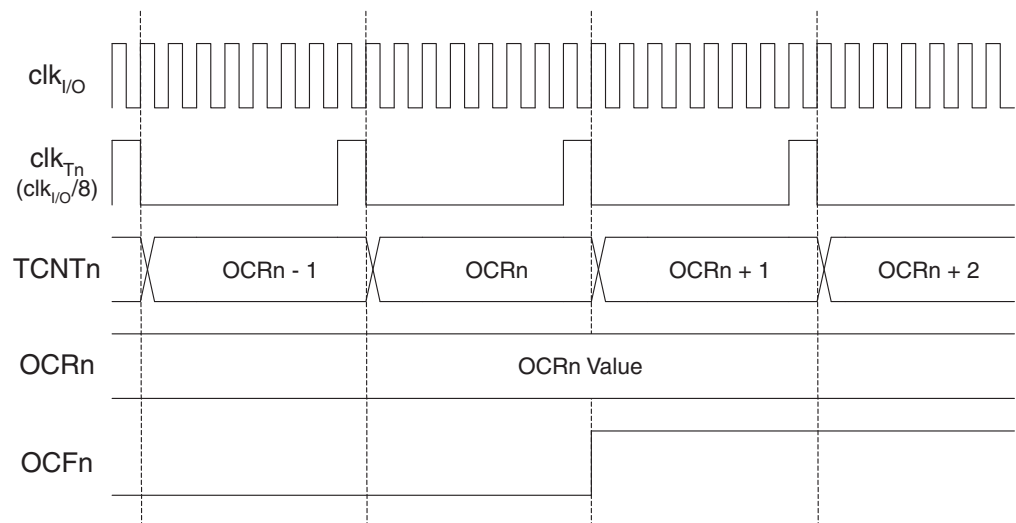 clkI/O
clkTn
(clkI/O/8)
TCNTn
OCRn - 1
OCRn
OCRn + 1
OCRn + 2
OCRn
OCRn Value
OCFn